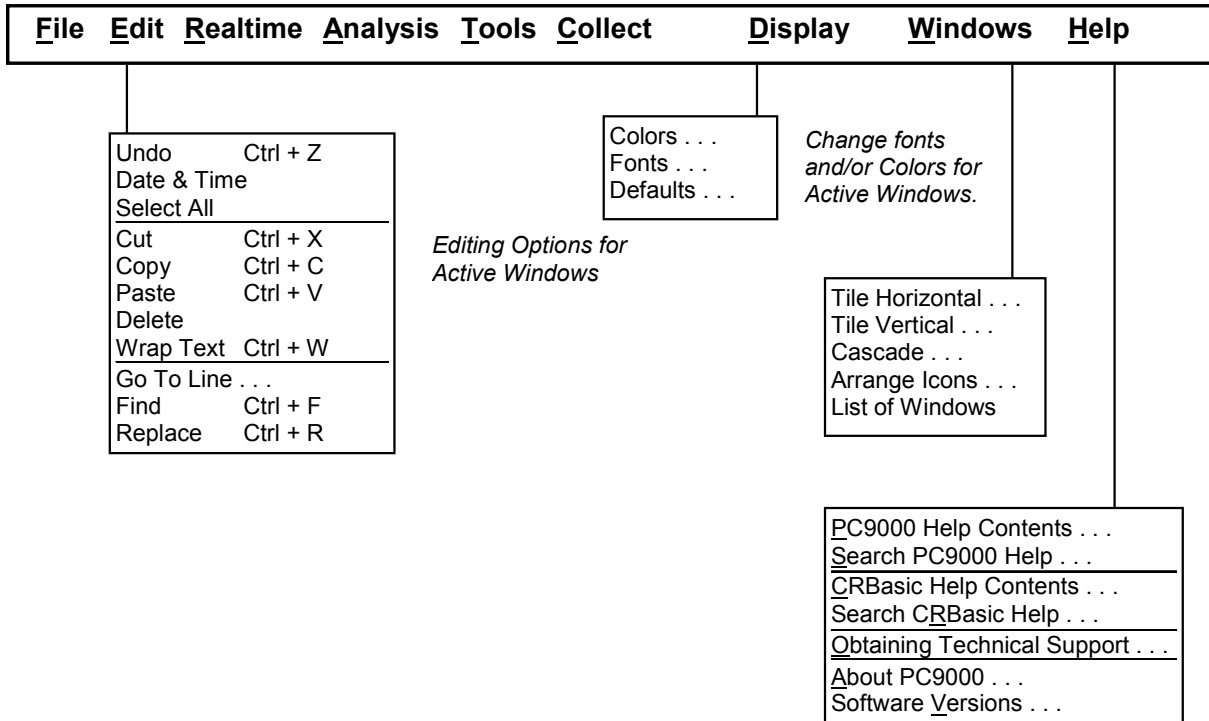 File Edit Realtime Analysis Tools Collect Display Windows Help
Undo Ctrl + Z
Date & Time
Select All
Cut Ctrl + X
Copy Ctrl + C
Paste Ctrl + V
Delete
Wrap Text Ctrl + W
Go To Line . . .
Find Ctrl + F
Replace Ctrl + R
Editing Options for
Active Windows
Colors . . .
Fonts . . .
Defaults . . .
Change fonts
and/or Colors for
Active Windows.
Tile Horizontal . . .
Tile Vertical . . .
Cascade . . .
Arrange Icons . . .
List of Windows
PC9000 Help Contents . . .
Search PC9000 Help . . .
CRBasic Help Contents . . .
Search CRBasic Help . . .
Obtaining Technical Support . . .
About PC9000 . . .
Software Versions . . .